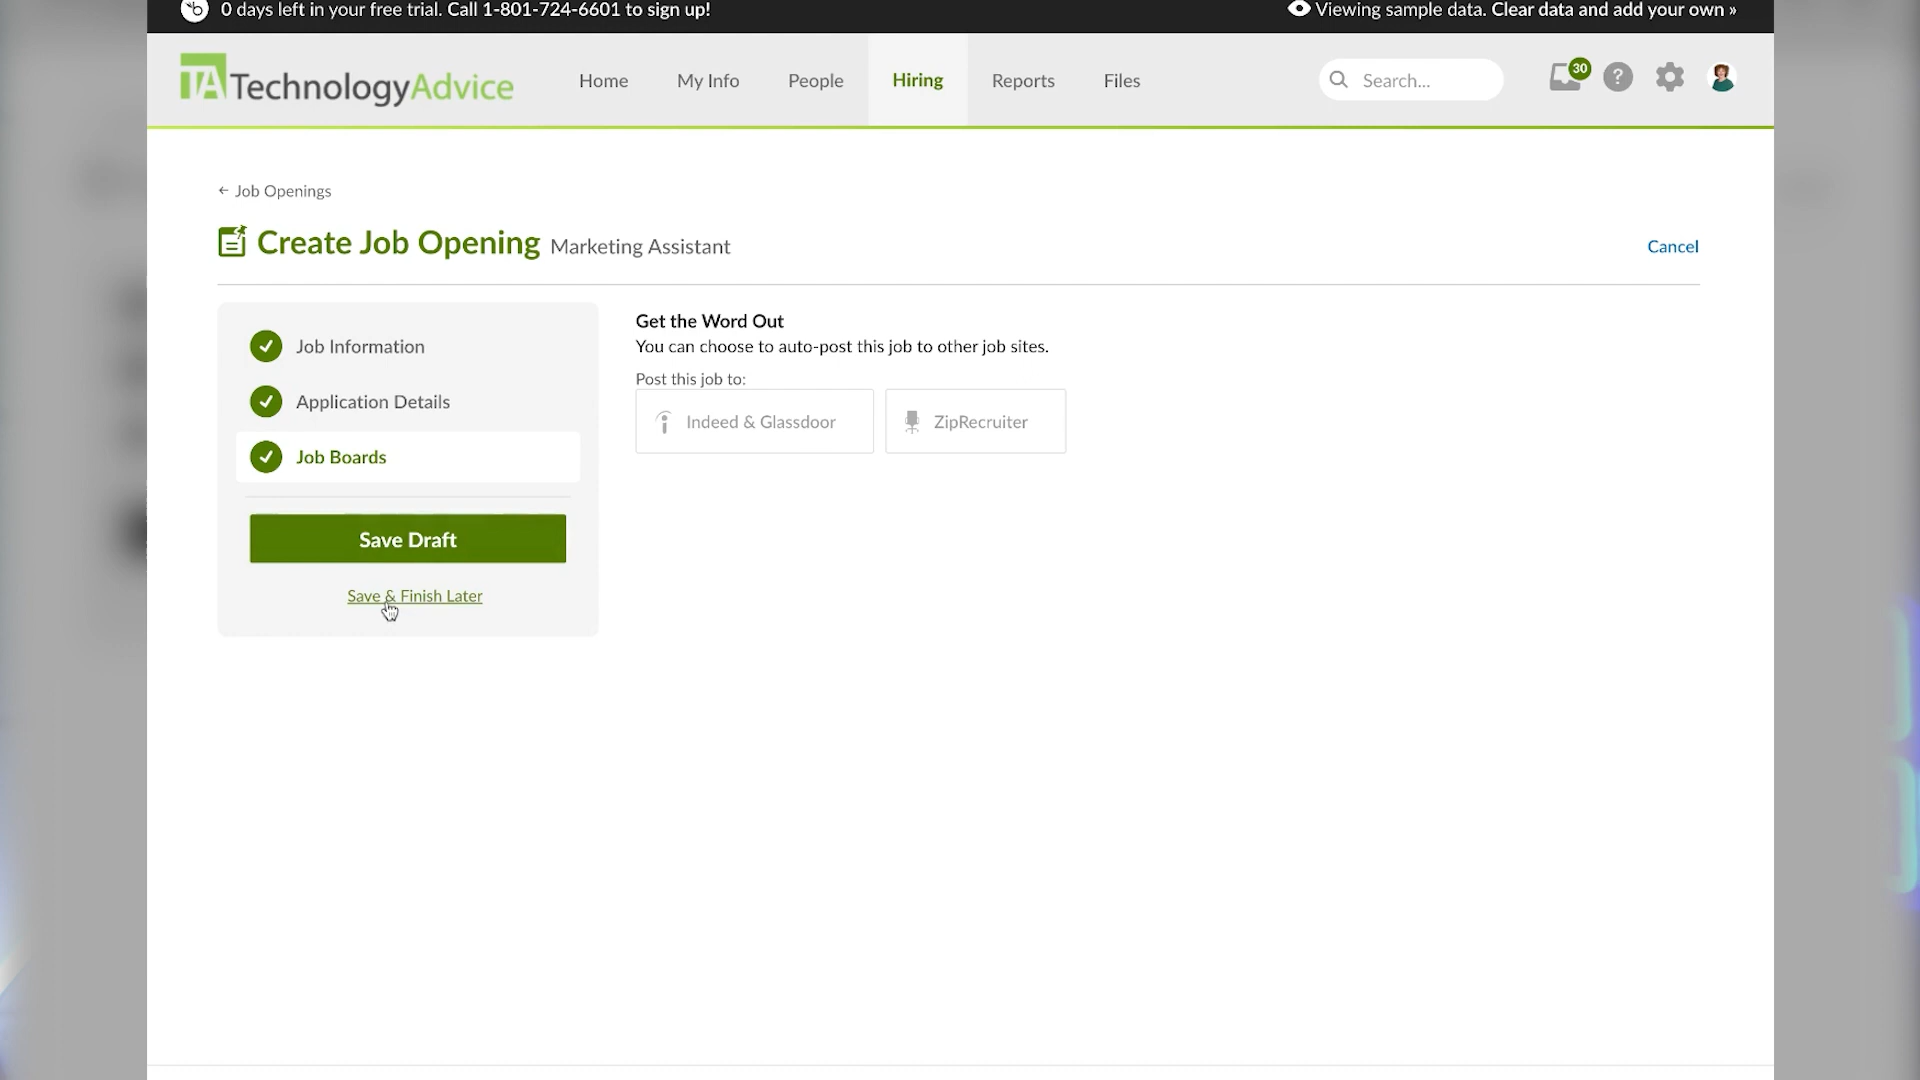 0 days left in your free trial. Call 1-801-724-6601 to sign up!
Viewing sample data. Clear data and add your own »
TA TechnologyAdvice
Home
My Info
People
Hiring
Reports
Files
Search...
30
?
← Job Openings
Create Job Opening Marketing Assistant
Cancel
Job Information
Application Details
Job Boards
Save Draft
Save & Finish Later
Get the Word Out
You can choose to auto-post this job to other job sites.
Post this job to:
Indeed & Glassdoor
ZipRecruiter